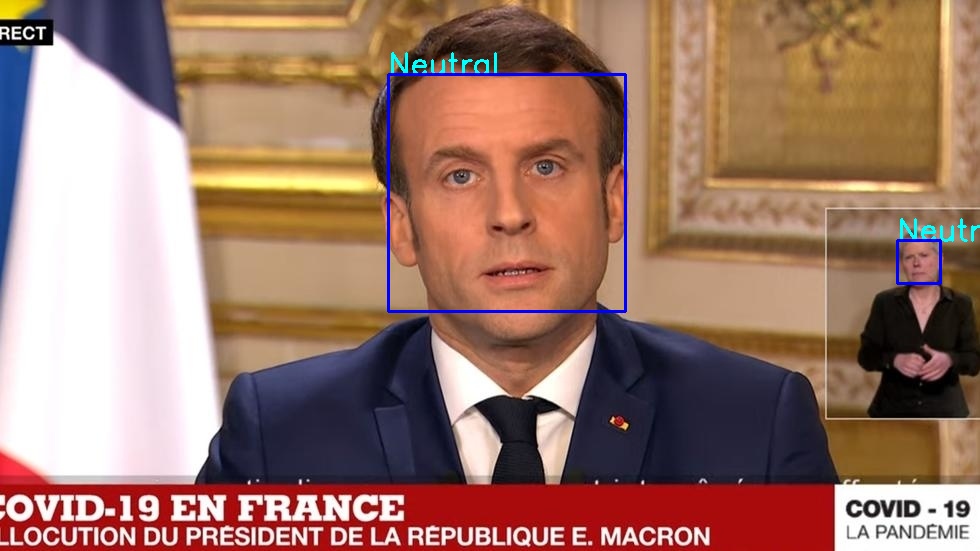 RECT
Neutral
Neutr
COVID-19 EN FRANCE
LLOCUTION DU PRÉSIDENT DE LA RÉPUBLIQUE E. MACRON
COVID - 19
LA PANDÉMIE